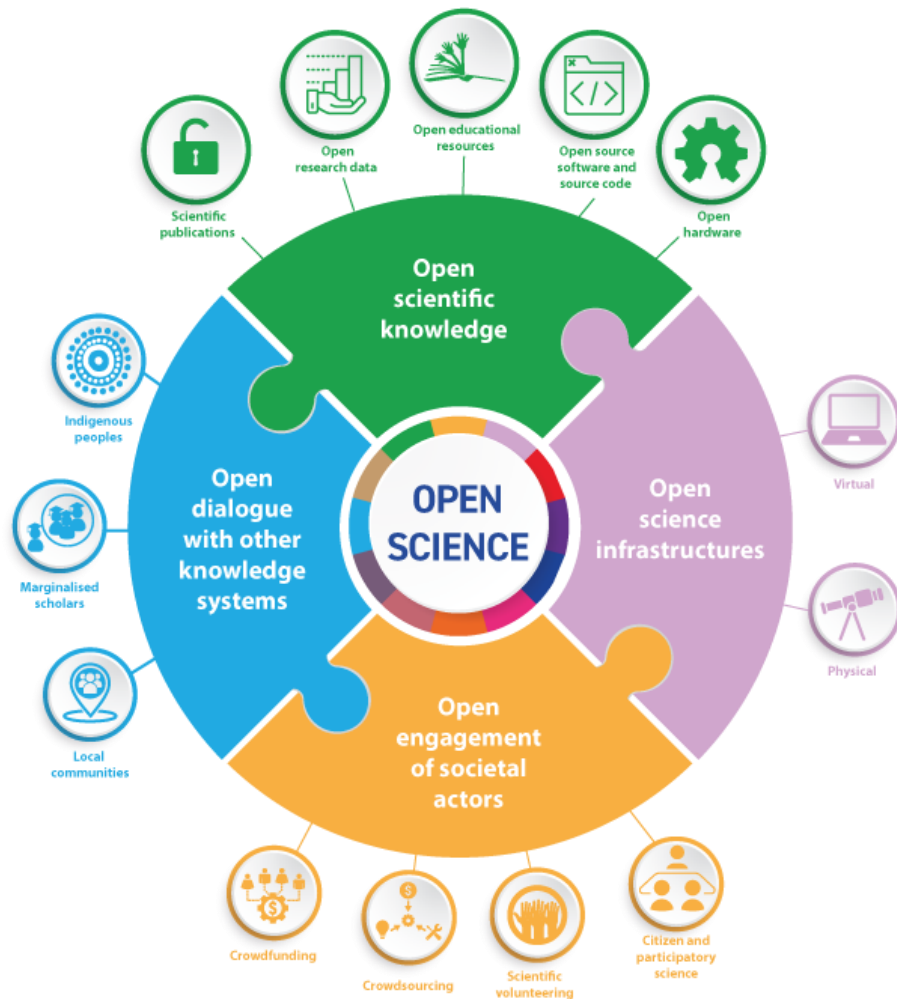 Open educational
resources
Open
research data
Open source
software and
source code
Scientific
publications
Open
hardware
Open
scientific
knowledge
Indigenous
peoples
Marginalised
scholars
Local
communities
Open
dialogue
with other
knowledge
systems
OPEN
SCIENCE
Open
science
infrastructures
Virtual
Physical
Open
engagement
of societal
actors
Crowdfunding
Crowdsourcing
Scientific
volunteering
Citizen and
participatory
science